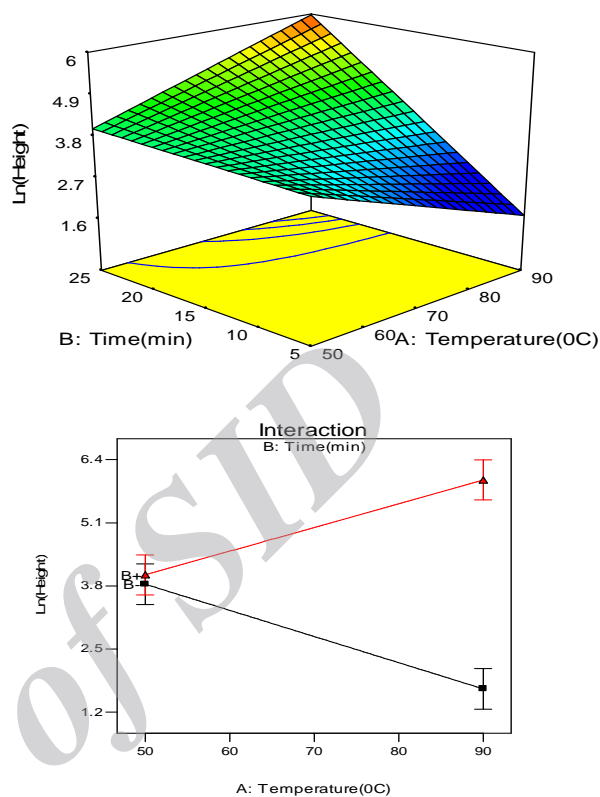 6
4.9
3.8
2.7
1.6
Ln(Height)
25
20
15
10
5
B: Time(min)
50
60
70
80
90
A: Temperature(0C)
Interaction
B: Time(min)
6.4
5.1
3.8
2.5
1.2
Ln(Height)
B+
B-
50
60
70
80
90
A: Temperature(0C)
of SID